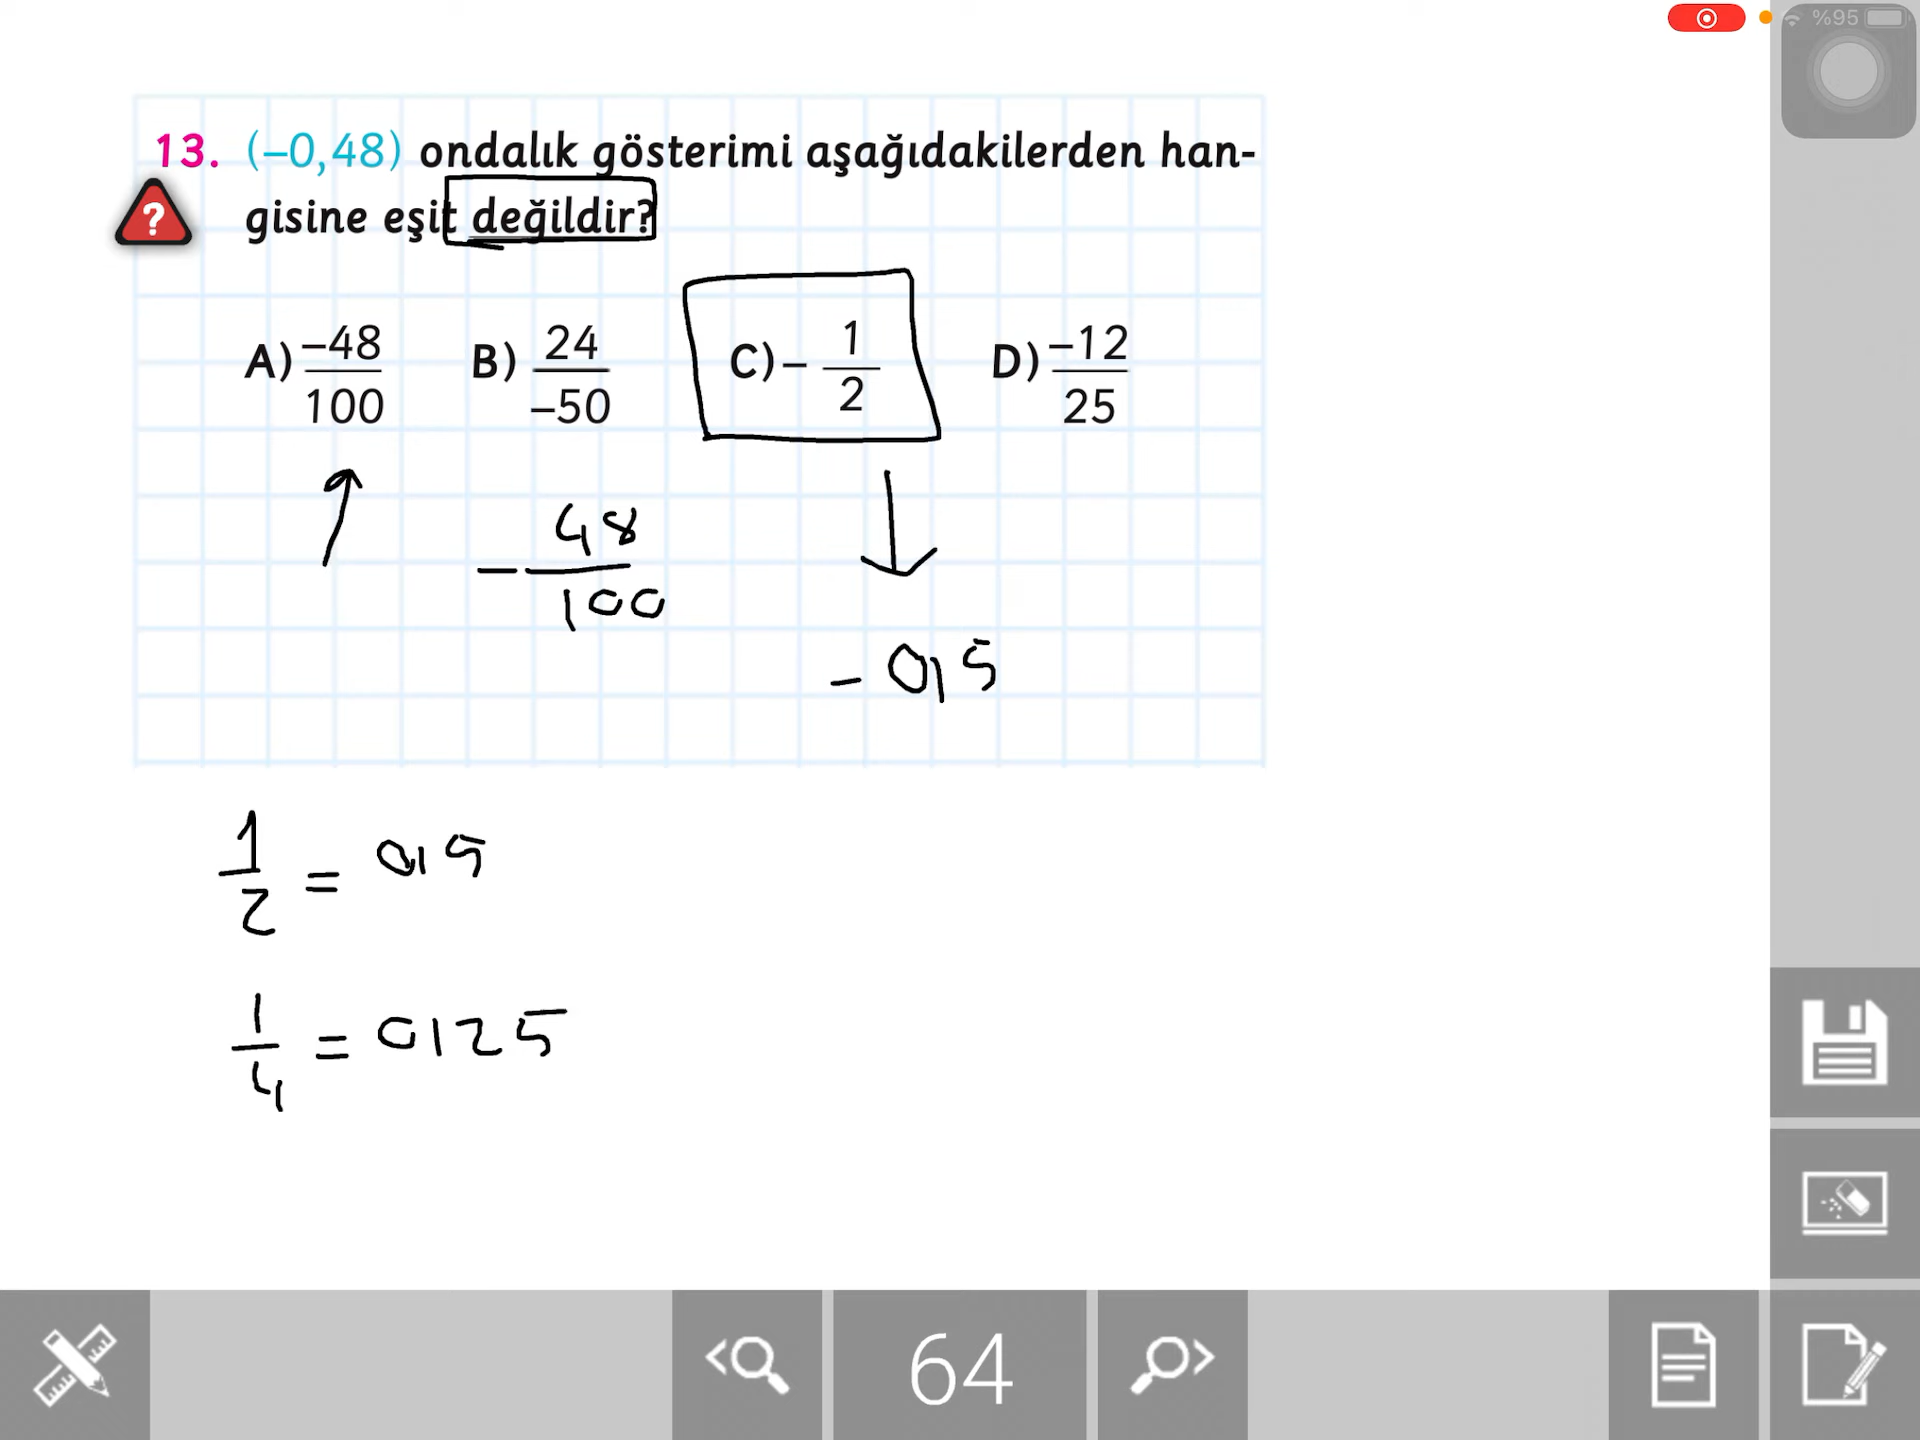 %95
13. (–0,48) ondalık gösterimi aşağıdakilerden han-
gisine eşit değildir?
?
A) –48/100 B) 24/–50 C) – 1/2 D) –12/25
– 48/100
– 0,5
1/2 = 0,5
1/4 = 0,25
64